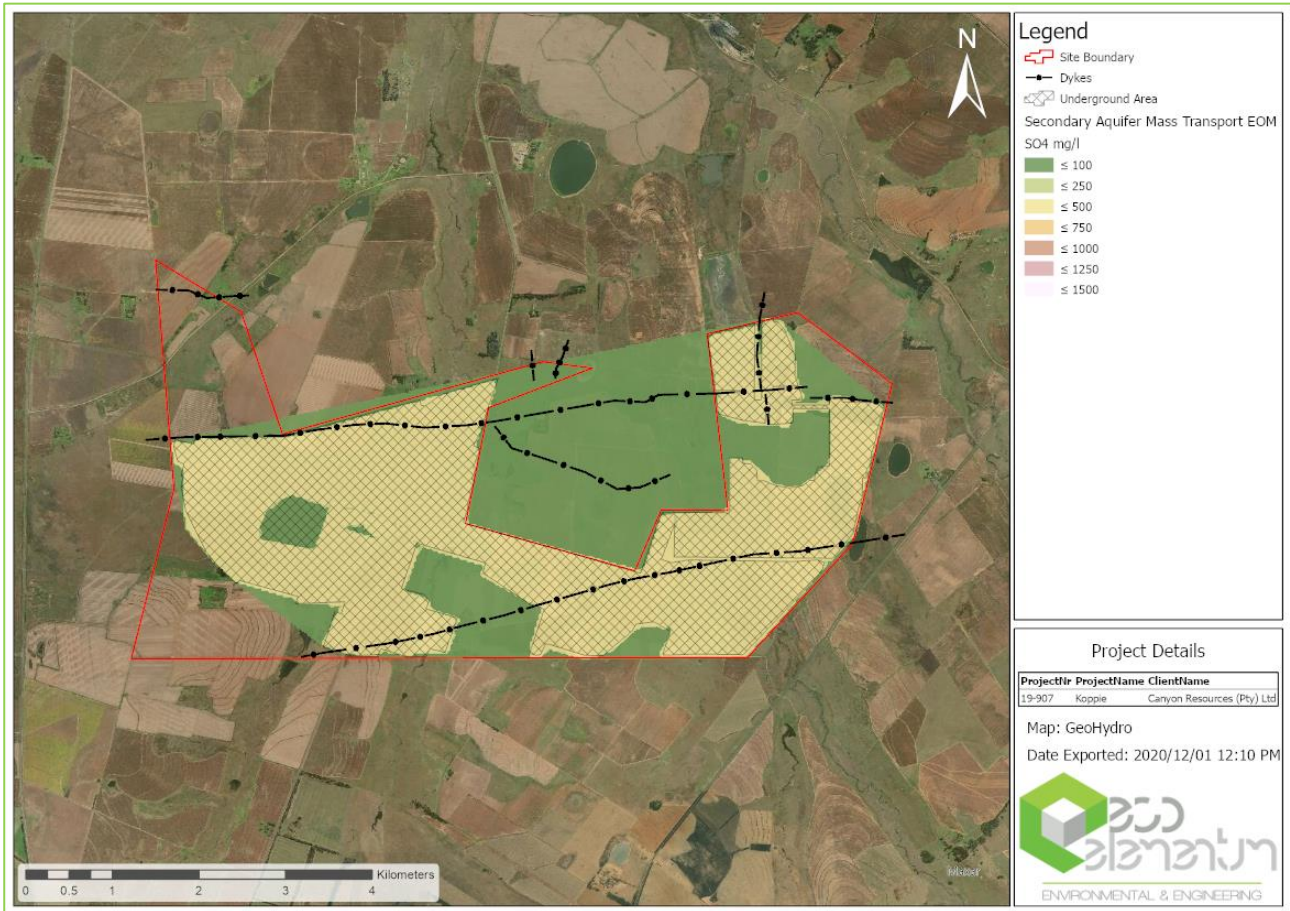 N
Legend
Site Boundary
Dykes
Underground Area
Secondary Aquifer Mass Transport EOM
SO4 mg/l
≤ 100
≤ 250
≤ 500
≤ 750
≤ 1000
≤ 1250
≤ 1500
Project Details
ProjectNr ProjectName ClientName
19-907 Koppie Canyon Resources (Pty) Ltd
Map: GeoHydro
Date Exported: 2020/12/01 12:10 PM
eco
elementum
ENVIRONMENTAL & ENGINEERING
Kilometers
0 0.5 1 2 3 4